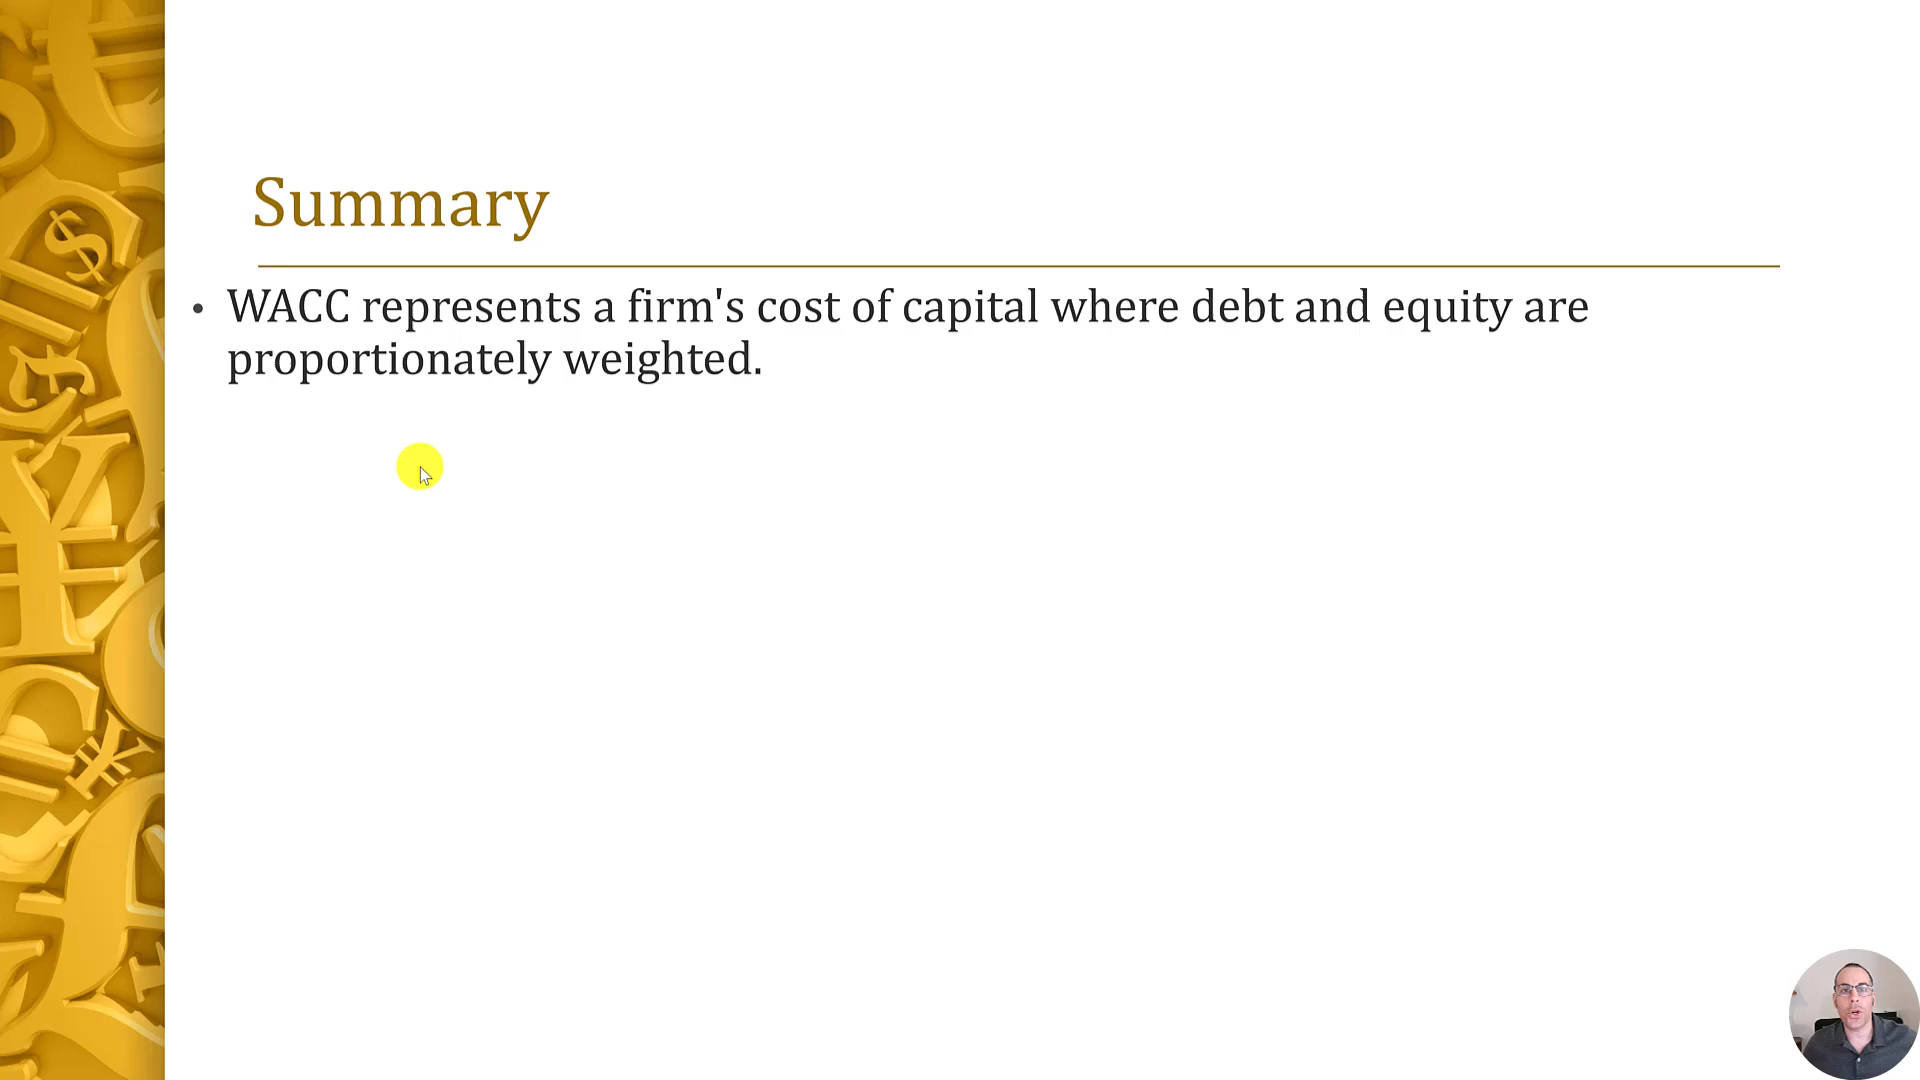 Summary
• WACC represents a firm's cost of capital where debt and equity are
proportionately weighted.